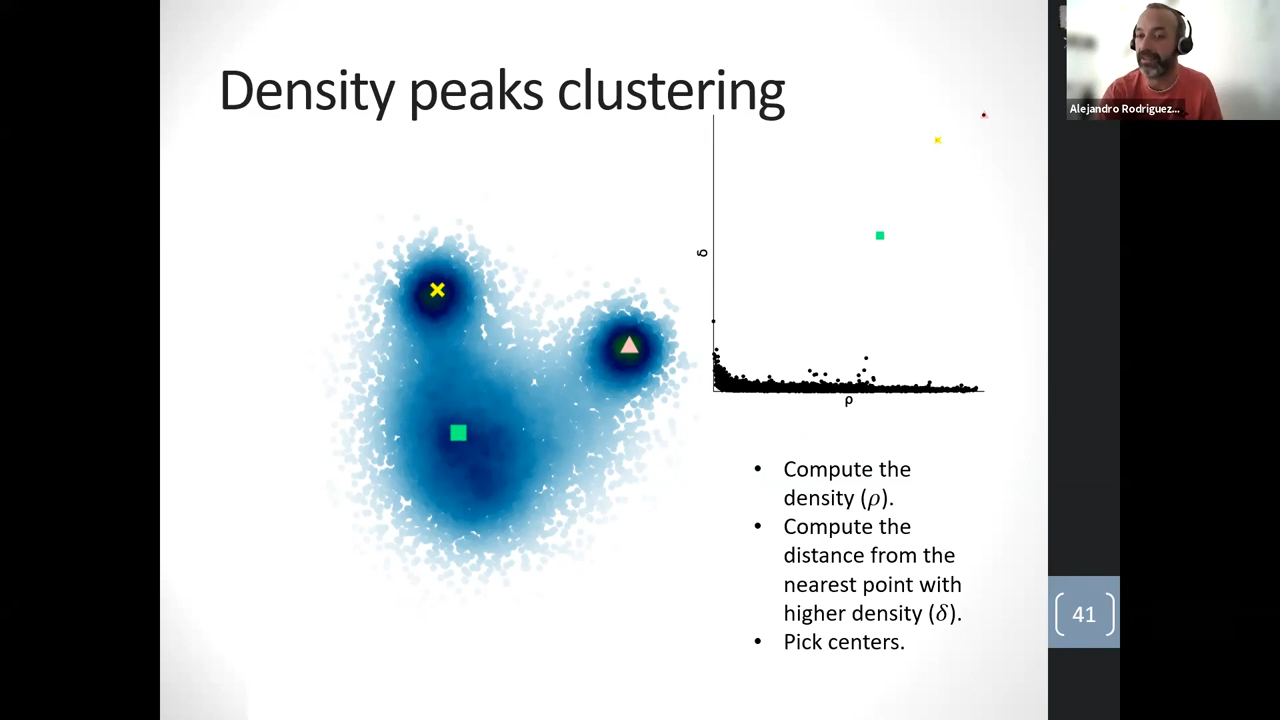 Density peaks clustering
Alejandro Rodriguez...
δ
ρ
• Compute the
density (ρ).
• Compute the
distance from the
nearest point with
higher density (δ).
• Pick centers.
41